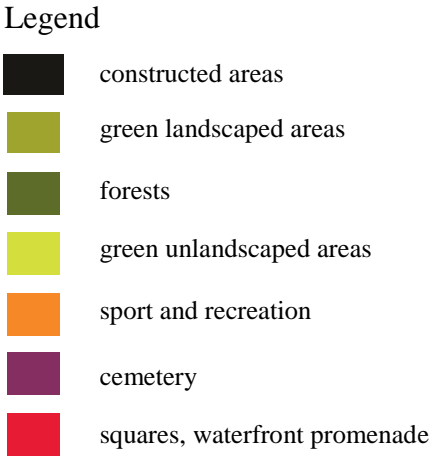 Legend
constructed areas
green landscaped areas
forests
green unlandscaped areas
sport and recreation
cemetery
squares, waterfront promenade